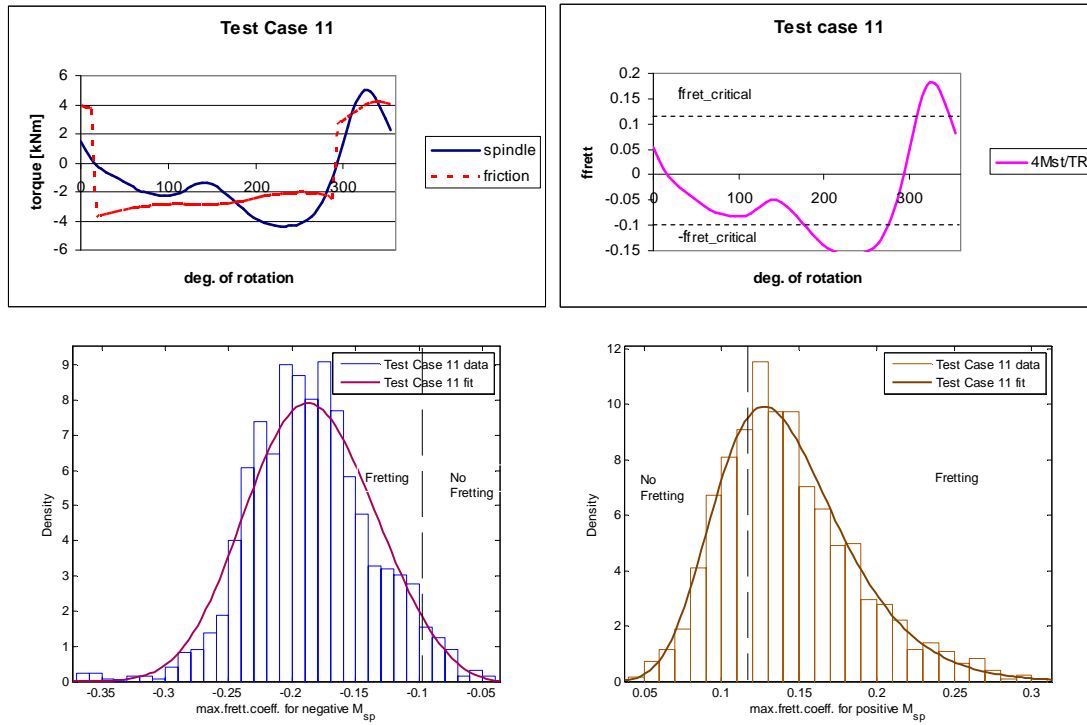 Test Case 11
6
4
2
0
-2
-4
-6
0 100 200 300
torque [kNm]
deg. of rotation
spindle
friction
Test case 11
0.2
0.15
0.1
0.05
0
-0.05
-0.1
-0.15
0 100 200 300
ffrett
deg. of rotation
ffret_critical
-ffret_critical
4Mst/TR
9
8
7
6
5
4
3
2
1
0
-0.35 -0.3 -0.25 -0.2 -0.15 -0.1 -0.05
Density
max.frett.coeff. for negative Msp
Test Case 11 data
Test Case 11 fit
Fretting
No
Fretting
12
10
8
6
4
2
0
0.05 0.1 0.15 0.2 0.25 0.3
Density
max.frett.coeff. for positive Msp
Test Case 11 data
Test Case 11 fit
No
Fretting
Fretting